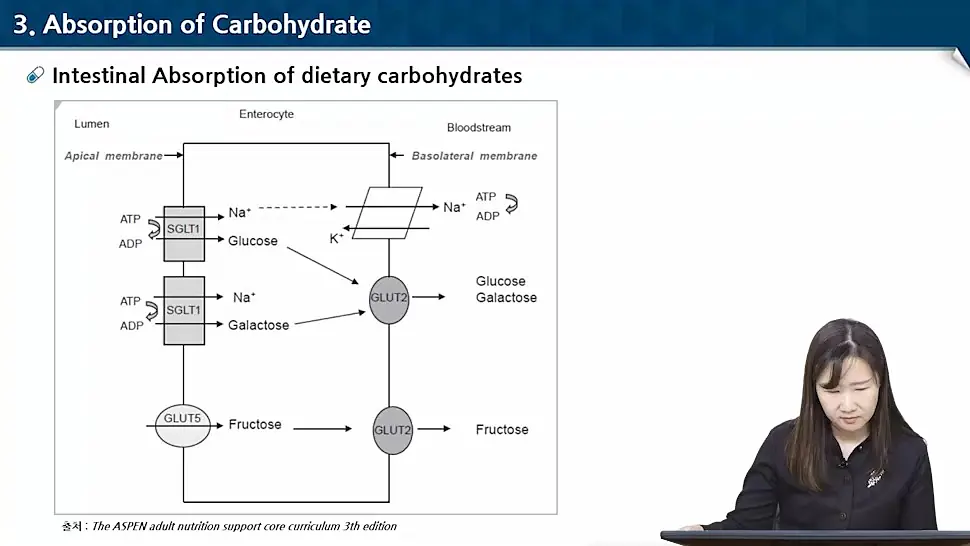 3. Absorption of Carbohydrate
Intestinal Absorption of dietary carbohydrates
Lumen
Enterocyte
Bloodstream
Apical membrane
Basolateral membrane
ATP
ADP
SGLT1
Na⁺
Glucose
K⁺
Na⁺
ATP
ADP
ATP
ADP
SGLT1
Na⁺
Galactose
GLUT2
Glucose
Galactose
GLUT5
Fructose
GLUT2
Fructose
출처 : The ASPEN adult nutrition support core curriculum 3th edition